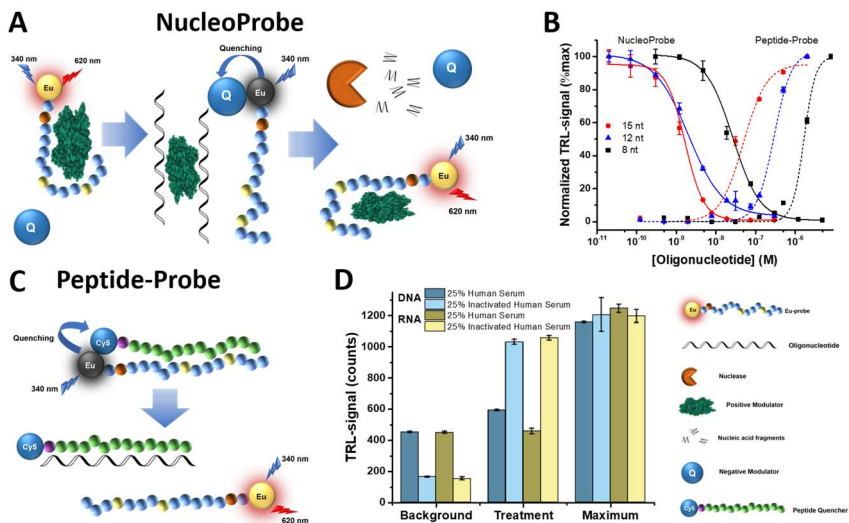 A
NucleoProbe
340 nm
620 nm
Eu
Q
Quenching
Q
Eu
340 nm
Q
Eu
340 nm
620 nm
B
NucleoProbe
Peptide-Probe
Normalized TRL-signal (%max)
100
80
60
40
20
0
15 nt
12 nt
8 nt
10-11
10-10
10-9
10-8
10-7
10-6
[Oligonucleotide] (M)
C
Peptide-Probe
Quenching
Cy5
Eu
340 nm
Cy5
Eu
340 nm
620 nm
D
DNA
25% Human Serum
25% Inactivated Human Serum
RNA
25% Human Serum
25% Inactivated Human Serum
TRL-signal (counts)
1200
1000
800
600
400
200
0
Background
Treatment
Maximum
Eu
Eu-probe
Oligonucleotide
Nuclease
Positive Modulator
Nucleic acid fragments
Q
Negative Modulator
Cy5
Peptide Quencher